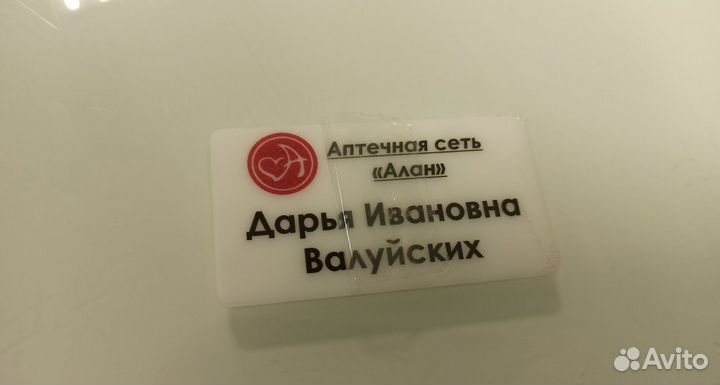 Аптечная сеть
«Алан»
Дарья Ивановна
Валуйских
Avito